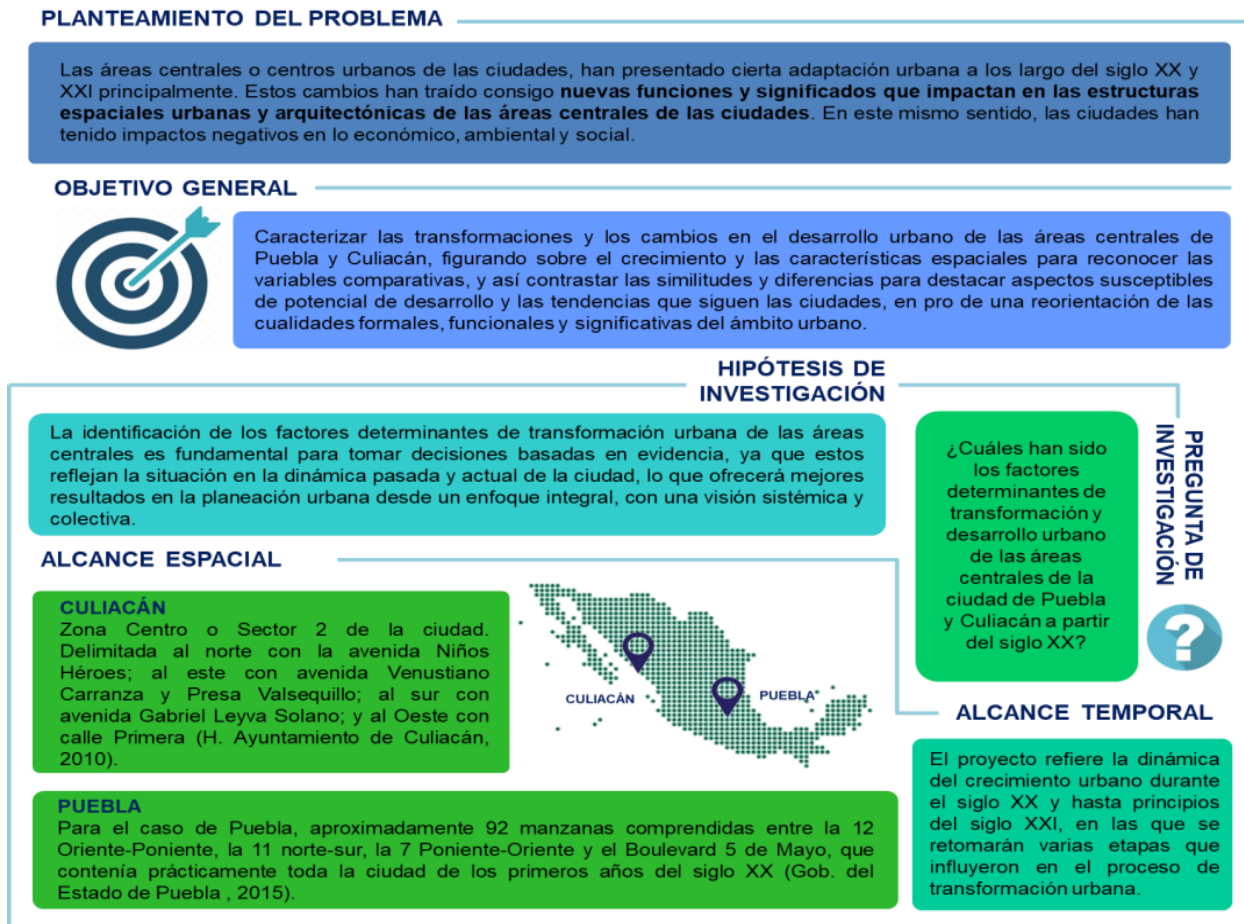 PLANTEAMIENTO DEL PROBLEMA
Las áreas centrales o centros urbanos de las ciudades, han presentado cierta adaptación urbana a los largo del siglo XX y
XXI principalmente. Estos cambios han traído consigo nuevas funciones y significados que impactan en las estructuras
espaciales urbanas y arquitectónicas de las áreas centrales de las ciudades. En este mismo sentido, las ciudades han
tenido impactos negativos en lo económico, ambiental y social.
OBJETIVO GENERAL
Caracterizar las transformaciones y los cambios en el desarrollo urbano de las áreas centrales de
Puebla y Culiacán, figurando sobre el crecimiento y las características espaciales para reconocer las
variables comparativas, y así contrastar las similitudes y diferencias para destacar aspectos susceptibles
de potencial de desarrollo y las tendencias que siguen las ciudades, en pro de una reorientación de las
cualidades formales, funcionales y significativas del ámbito urbano.
HIPÓTESIS DE
INVESTIGACIÓN
La identificación de los factores determinantes de transformación urbana de las áreas
centrales es fundamental para tomar decisiones basadas en evidencia, ya que estos
reflejan la situación en la dinámica pasada y actual de la ciudad, lo que ofrecerá mejores
resultados en la planeación urbana desde un enfoque integral, con una visión sistémica y
colectiva.
PREGUNTA DE
INVESTIGACIÓN
¿Cuáles han sido
los factores
determinantes de
transformación y
desarrollo urbano
de las áreas
centrales de la
ciudad de Puebla
y Culiacán a partir
del siglo XX?
?
ALCANCE ESPACIAL
CULIACÁN
Zona Centro o Sector 2 de la ciudad.
Delimitada al norte con la avenida Niños
Héroes; al este con avenida Venustiano
Carranza y Presa Valsequillo; al sur con
avenida Gabriel Leyva Solano; y al Oeste con
calle Primera (H. Ayuntamiento de Culiacán,
2010).
CULIACÁN
PUEBLA
PUEBLA
Para el caso de Puebla, aproximadamente 92 manzanas comprendidas entre la 12
Oriente-Poniente, la 11 norte-sur, la 7 Poniente-Oriente y el Boulevard 5 de Mayo, que
contenía prácticamente toda la ciudad de los primeros años del siglo XX (Gob. del
Estado de Puebla , 2015).
ALCANCE TEMPORAL
El proyecto refiere la dinámica
del crecimiento urbano durante
el siglo XX y hasta principios
del siglo XXI, en las que se
retomarán varias etapas que
influyeron en el proceso de
transformación urbana.